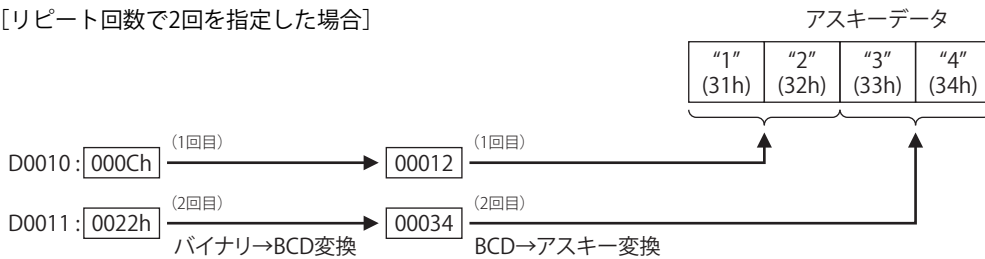 [リピート回数で2回を指定した場合]
アスキーデータ
“1” “2” “3” “4”
(31h) (32h) (33h) (34h)
(1回目) (1回目)
D0010 : 000Ch 00012
(2回目) (2回目)
D0011 : 0022h 00034
バイナリ→BCD変換 BCD→アスキー変換